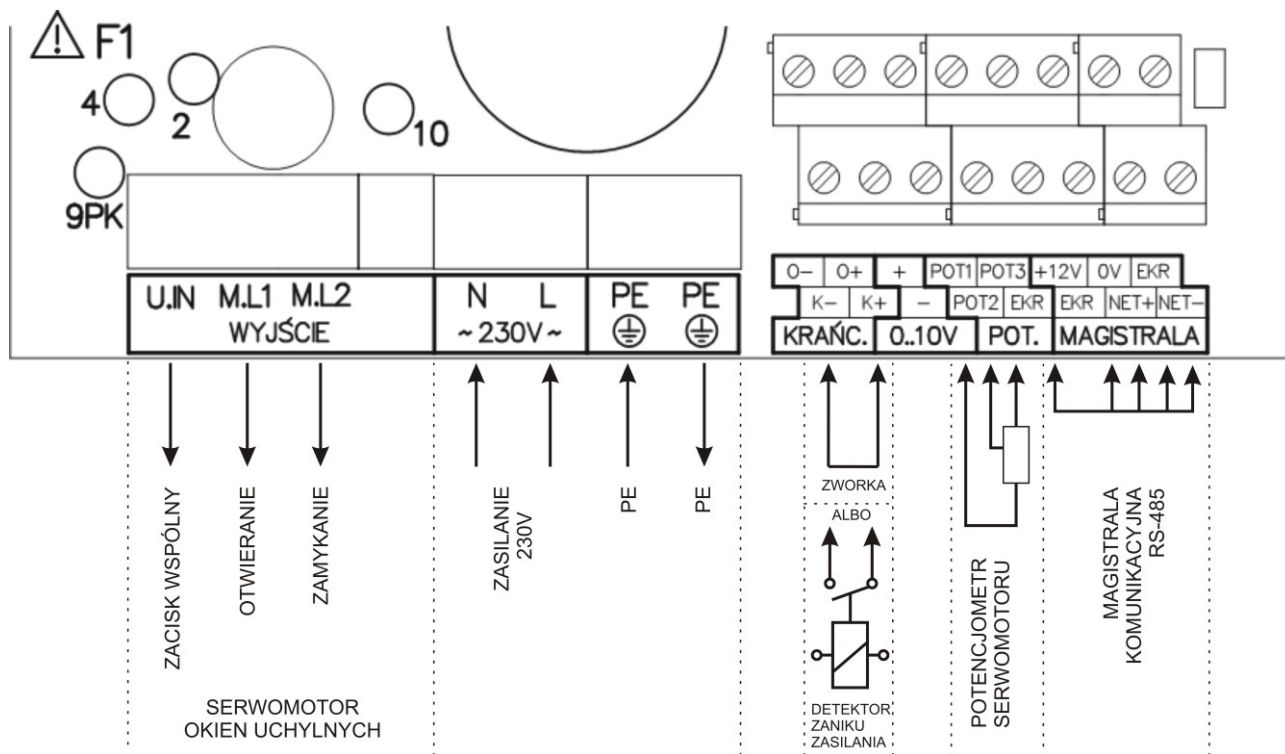 F1
4
2
10
9PK
U.IN M.L1 M.L2
WYJŚCIE
N L
~230V~
PE PE
O- O+ + POT1 POT3 +12V 0V EKR
K- K+ - POT2 EKR EKR NET+ NET-
KRAŃC. 0..10V POT. MAGISTRALA
ZACISK WSPÓLNY
OTWIERANIE
ZAMYKANIE
SERWOMOTOR
OKIEN UCHYLNYCH
ZASILANIE
230V
PE
PE
ZWORKA
ALBO
DETEKTOR
ZANIKU
ZASILANIA
POTENCJOMETR
SERWOMOTORU
MAGISTRALA
KOMUNIKACYJNA
RS-485